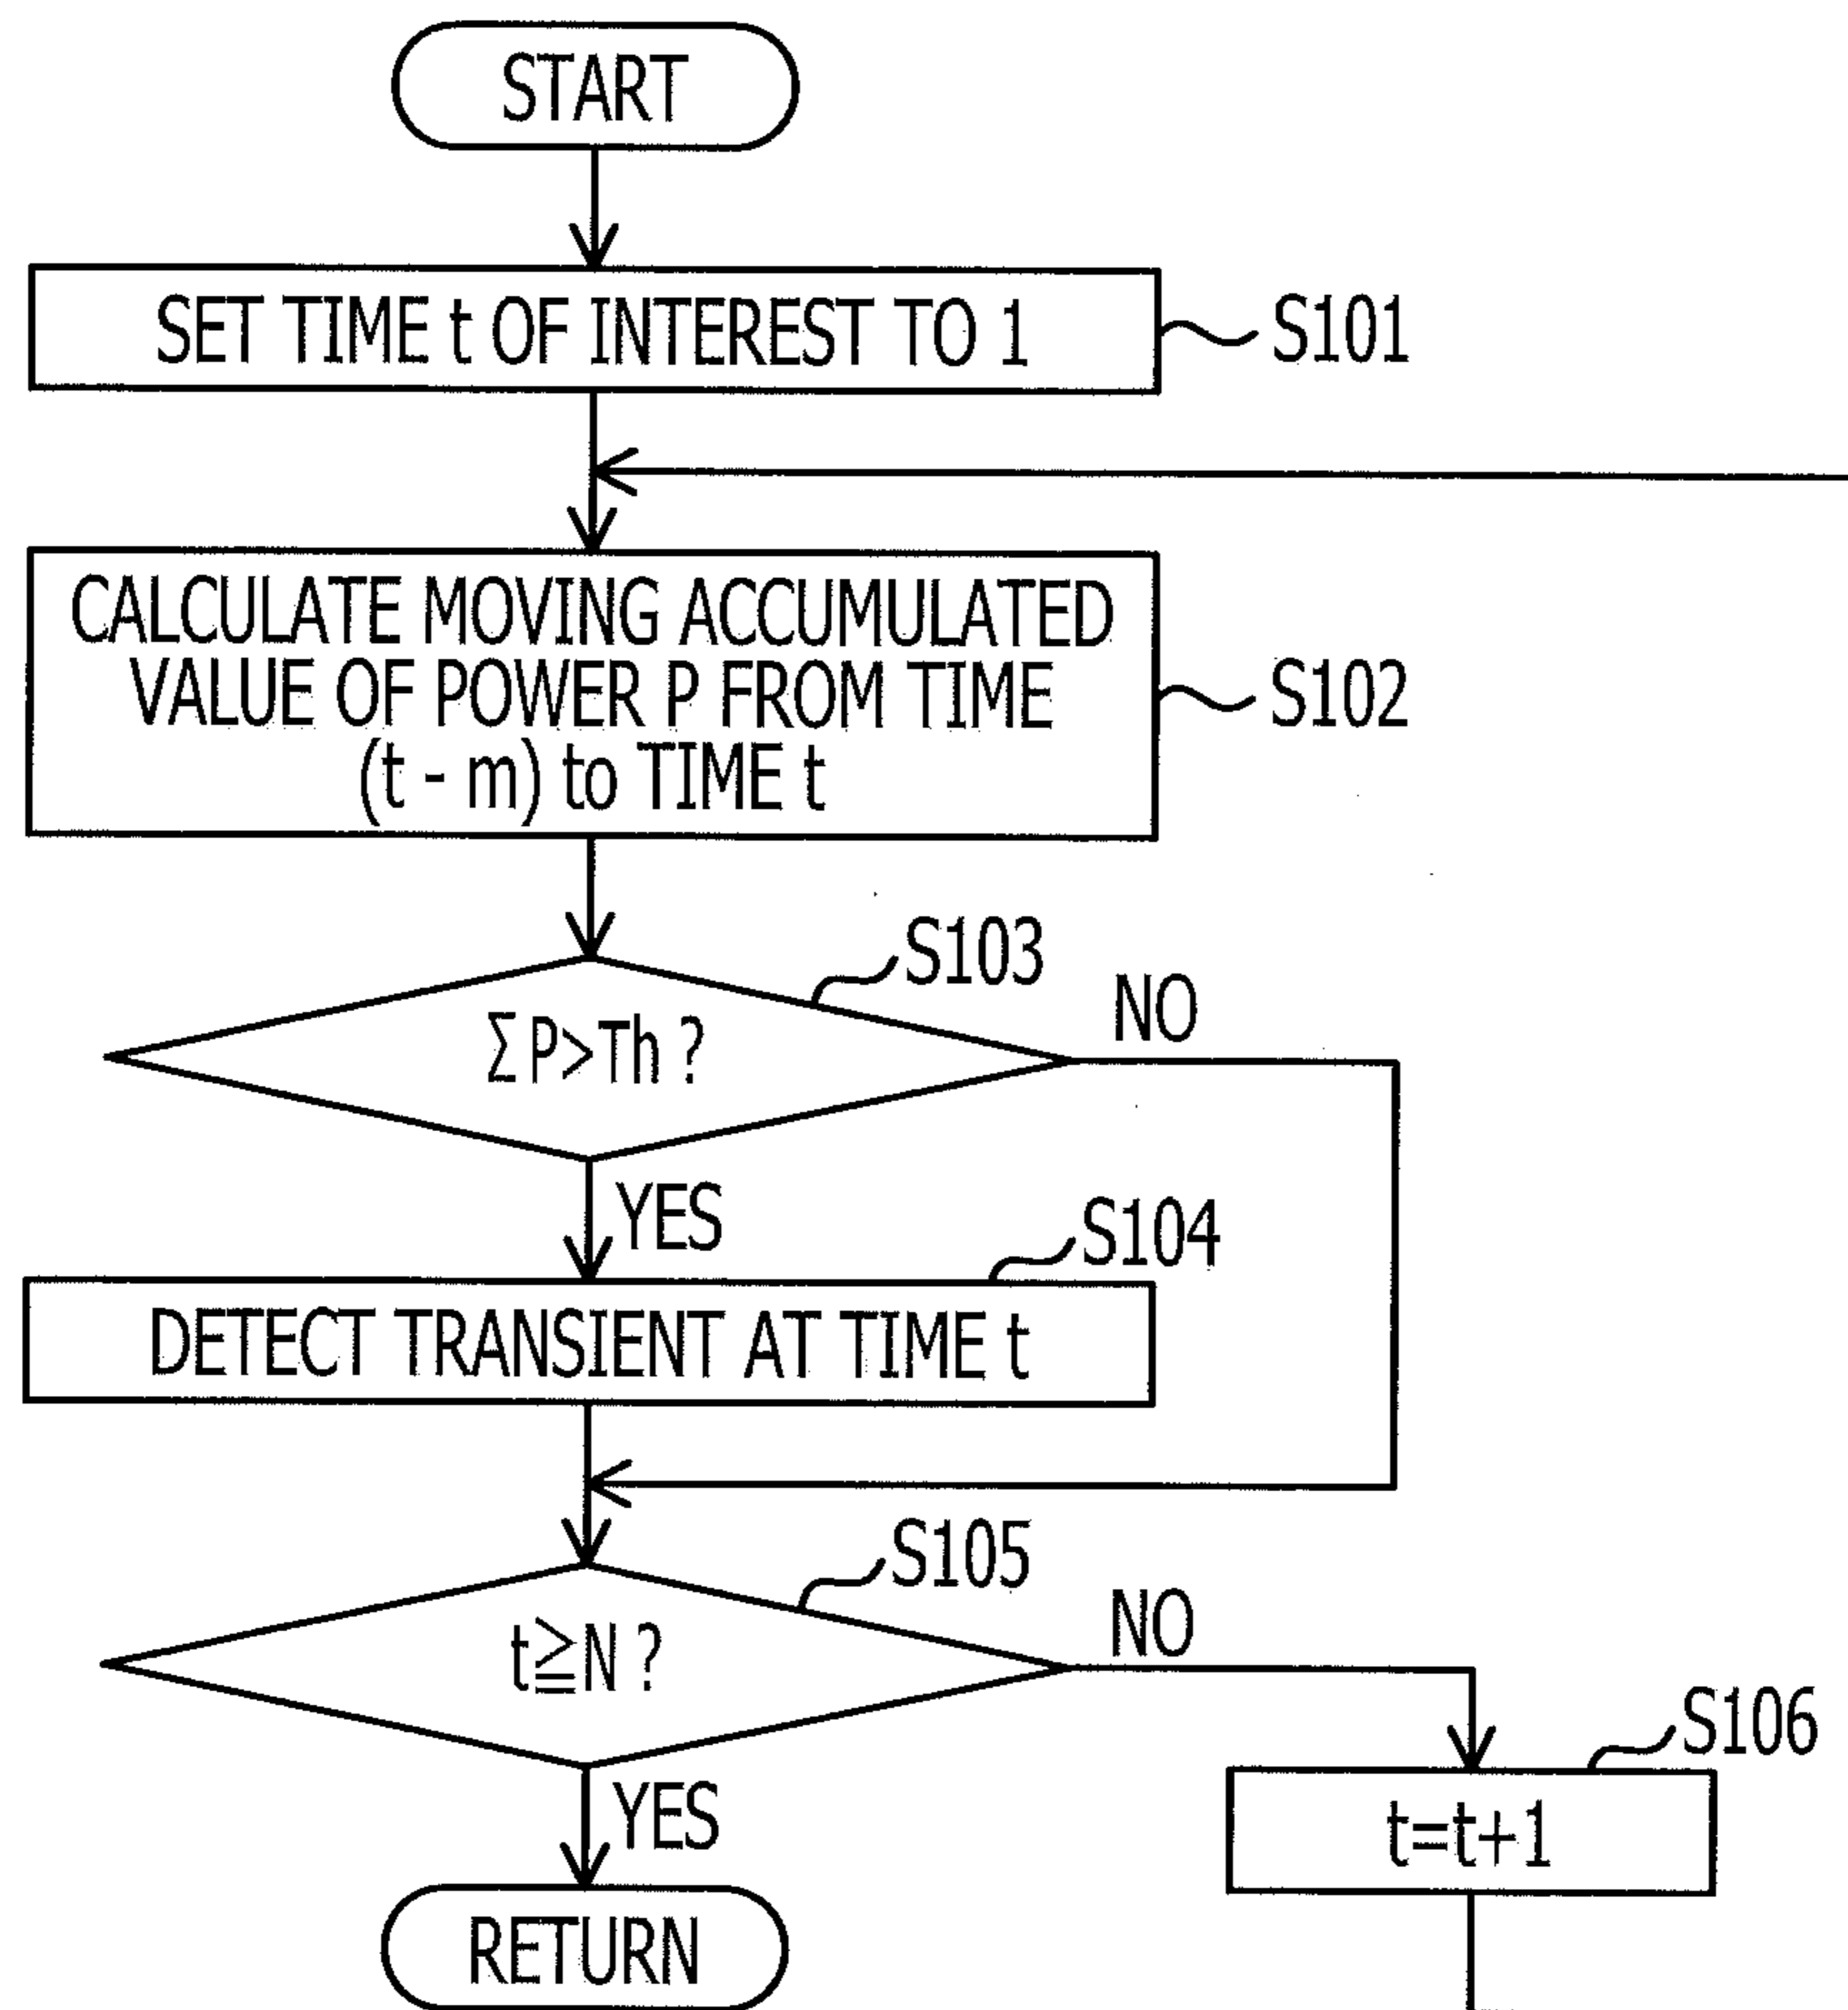 START
SET TIME t OF INTEREST TO 1
S101
CALCULATE MOVING ACCUMULATED
VALUE OF POWER P FROM TIME
(t - m) to TIME t
S102
S103
Σ P>Th ?
NO
YES
S104
DETECT TRANSIENT AT TIME t
S105
t≧N ?
NO
S106
t=t+1
YES
RETURN